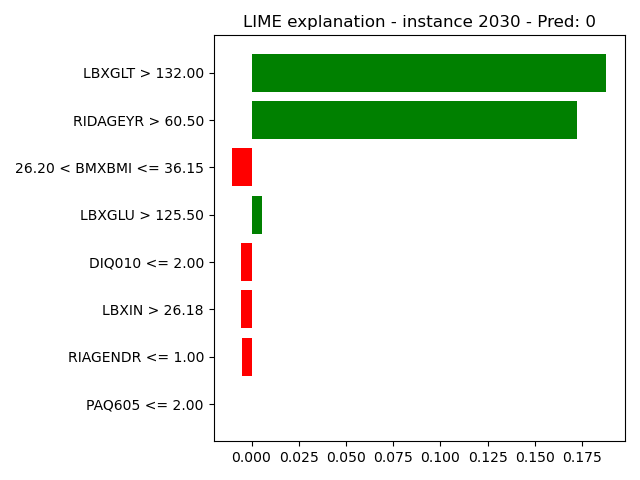 LIME explanation - instance 2030 - Pred: 0
LBXGLT > 132.00
RIDAGEYR > 60.50
26.20 < BMXBMI <= 36.15
LBXGLU > 125.50
DIQ010 <= 2.00
LBXIN > 26.18
RIAGENDR <= 1.00
PAQ605 <= 2.00
0.000 0.025 0.050 0.075 0.100 0.125 0.150 0.175